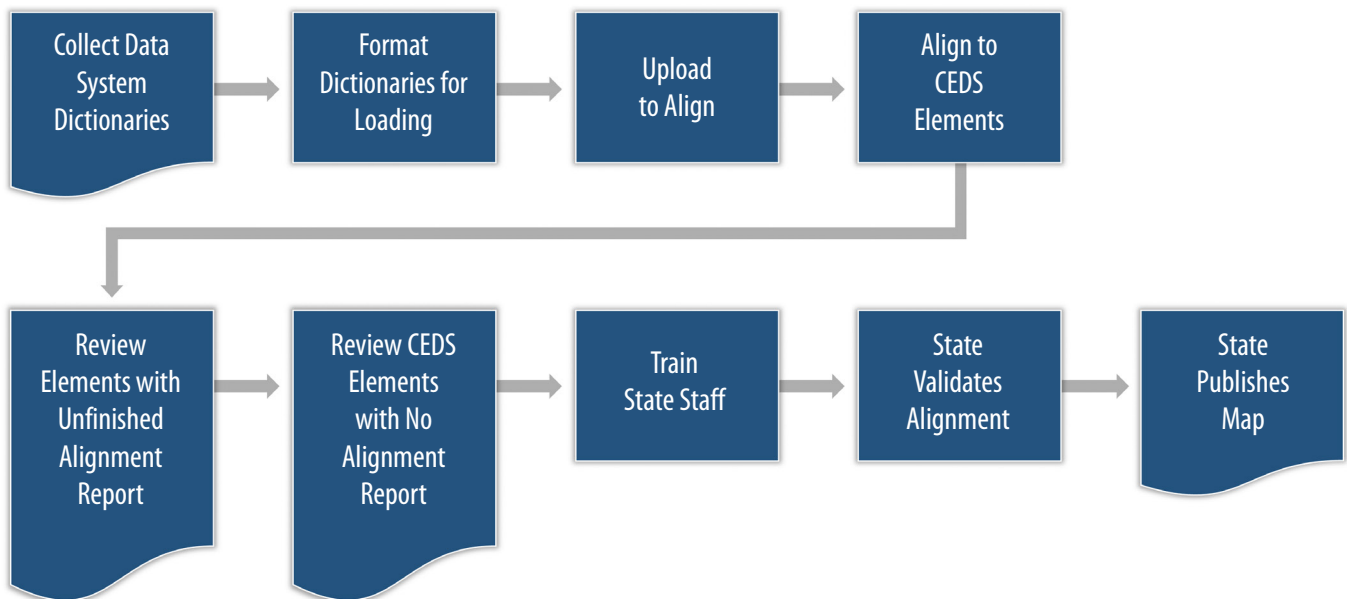 Collect Data
System
Dictionaries
Format
Dictionaries for
Loading
Upload
to Align
Align to
CEDS
Elements
Review
Elements with
Unfinished
Alignment
Report
Review CEDS
Elements
with No
Alignment
Report
Train
State Staff
State
Validates
Alignment
State
Publishes
Map